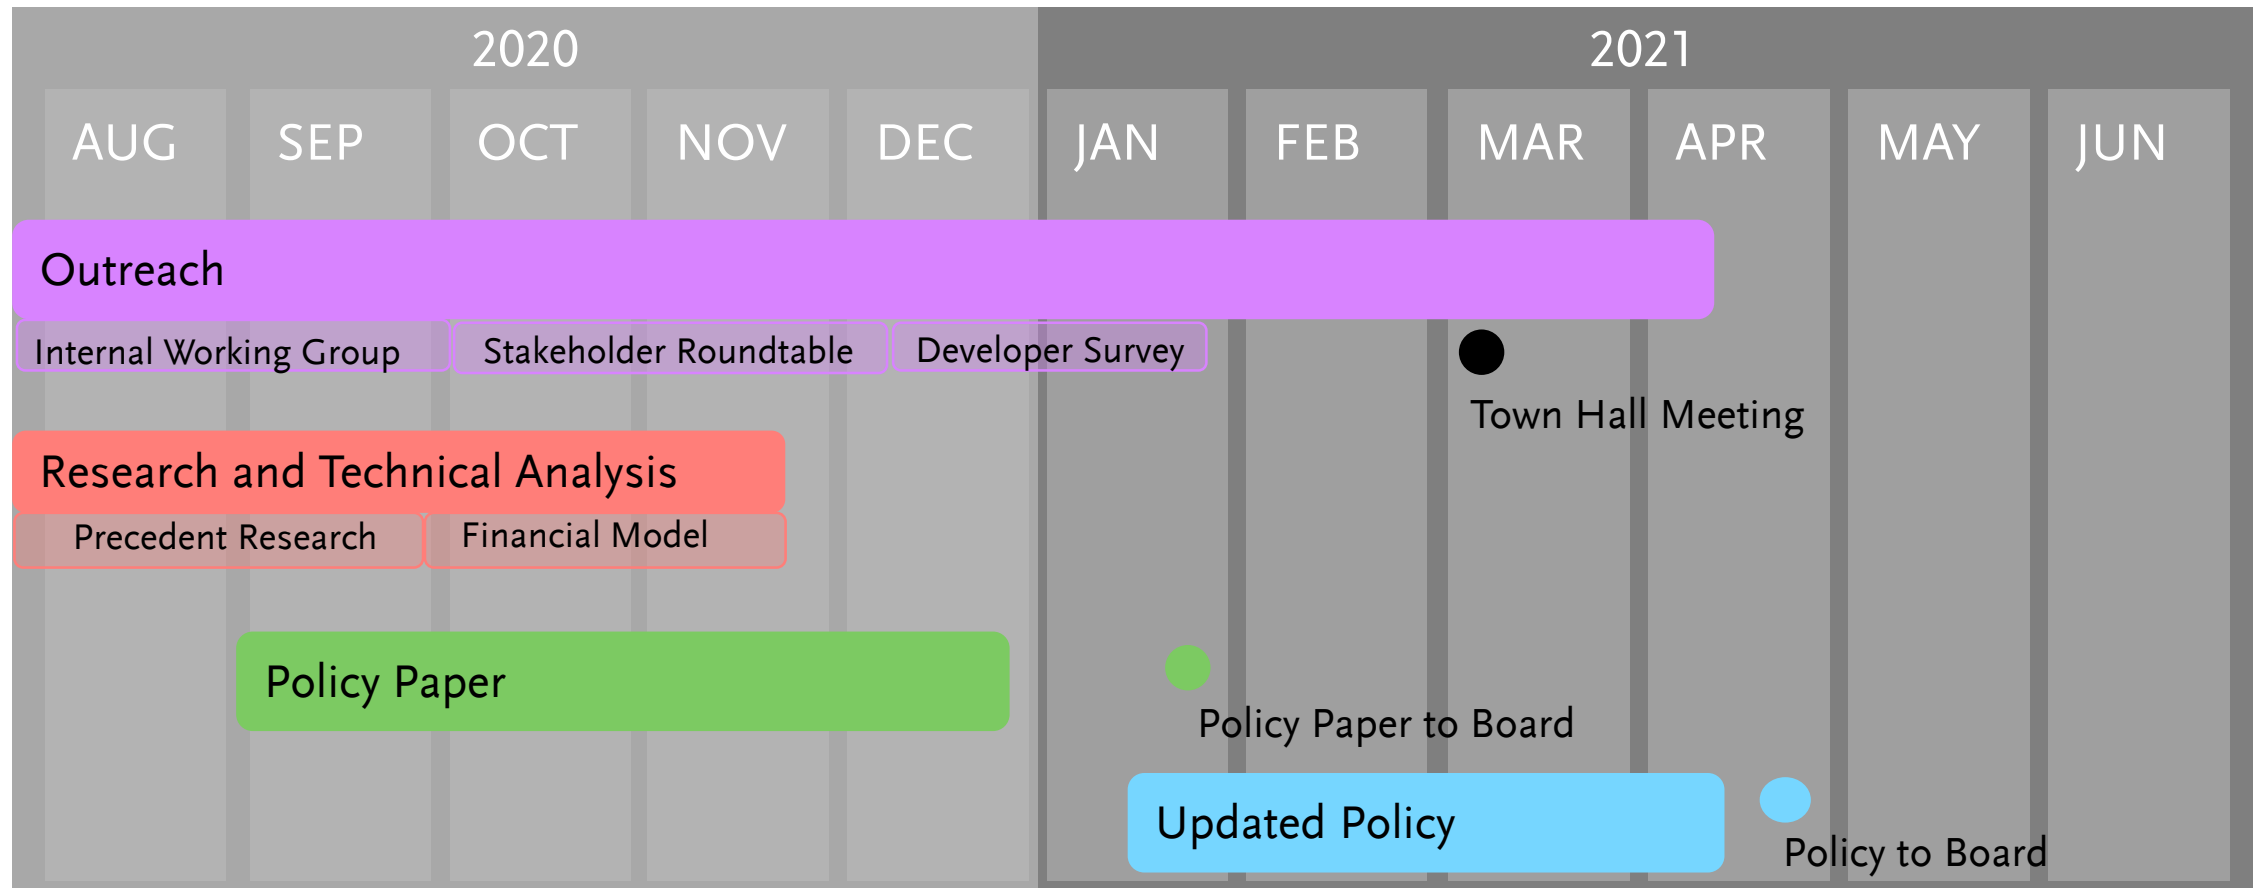 2020
2021
AUG
SEP
OCT
NOV
DEC
JAN
FEB
MAR
APR
MAY
JUN
Outreach
Internal Working Group
Stakeholder Roundtable
Developer Survey
Town Hall Meeting
Research and Technical Analysis
Precedent Research
Financial Model
Policy Paper
Policy Paper to Board
Updated Policy
Policy to Board